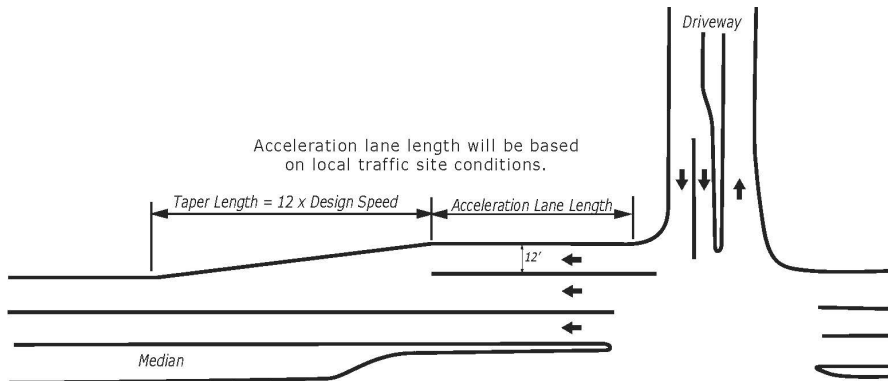 Driveway
Acceleration lane length will be based
on local traffic site conditions.
Taper Length = 12 x Design Speed
Acceleration Lane Length
12'
Median